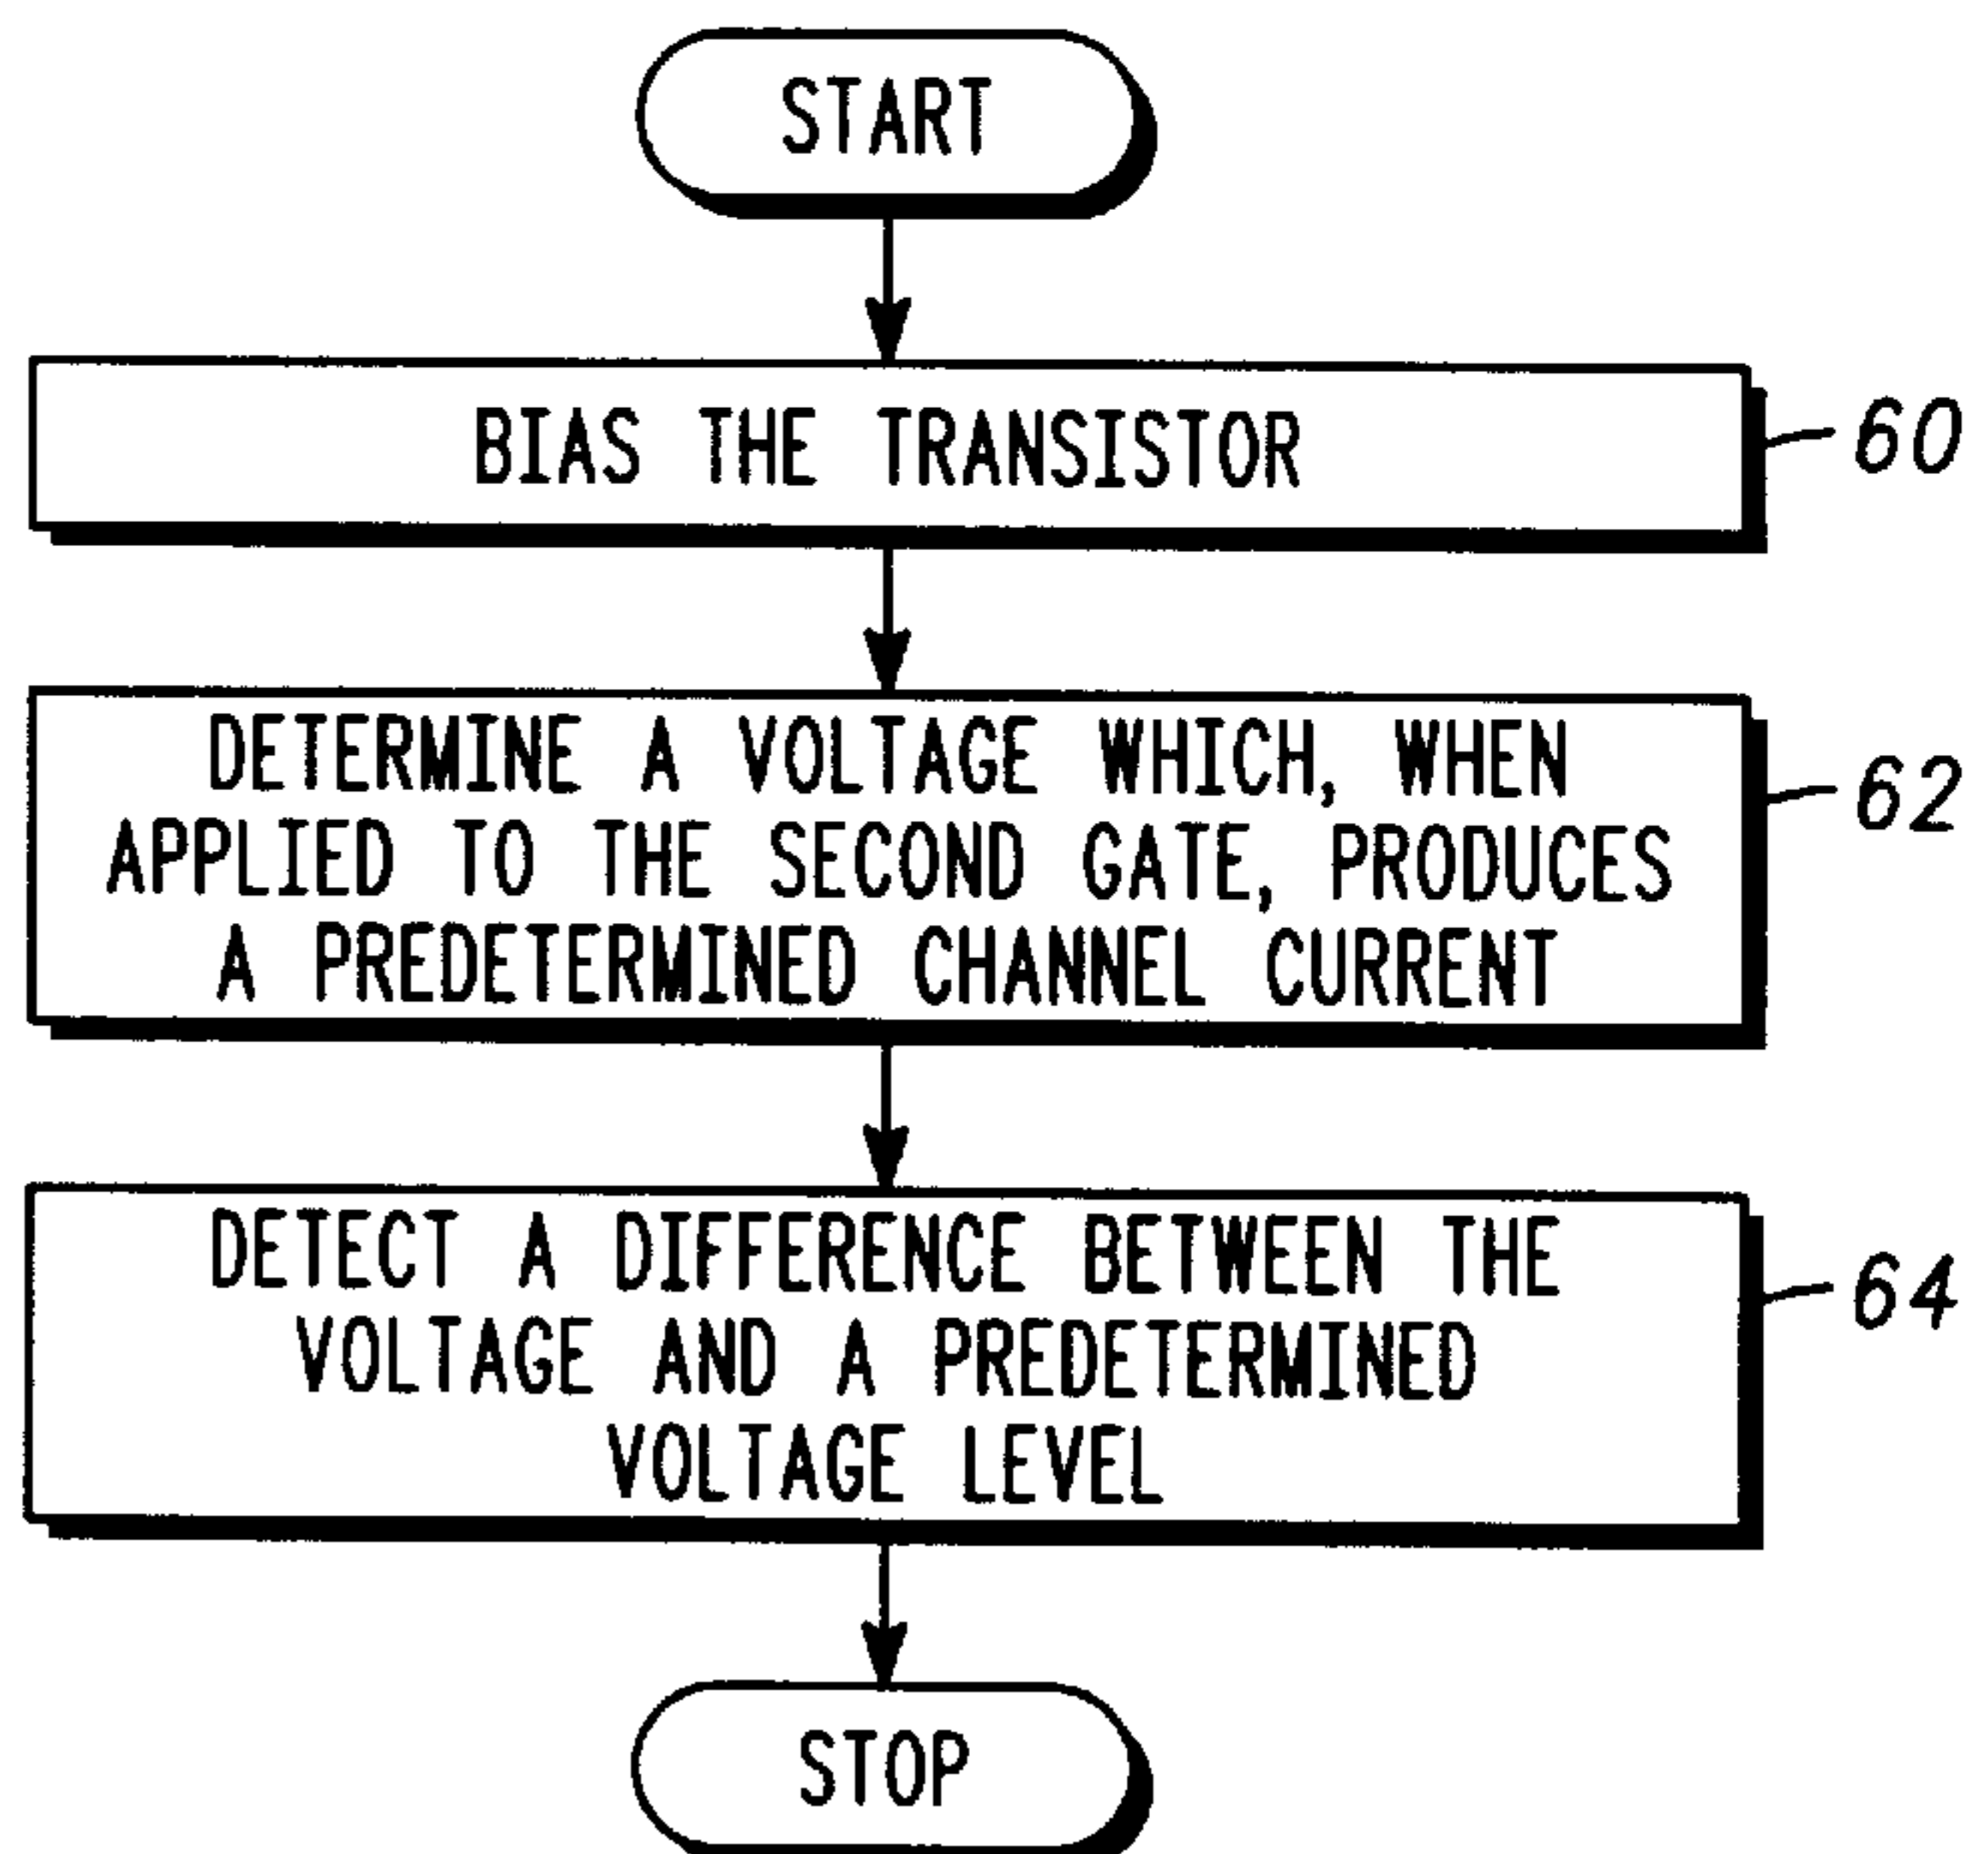 START
BIAS THE TRANSISTOR
60
DETERMINE A VOLTAGE WHICH, WHEN
APPLIED TO THE SECOND GATE, PRODUCES
A PREDETERMINED CHANNEL CURRENT
62
DETECT A DIFFERENCE BETWEEN THE
VOLTAGE AND A PREDETERMINED
VOLTAGE LEVEL
64
STOP